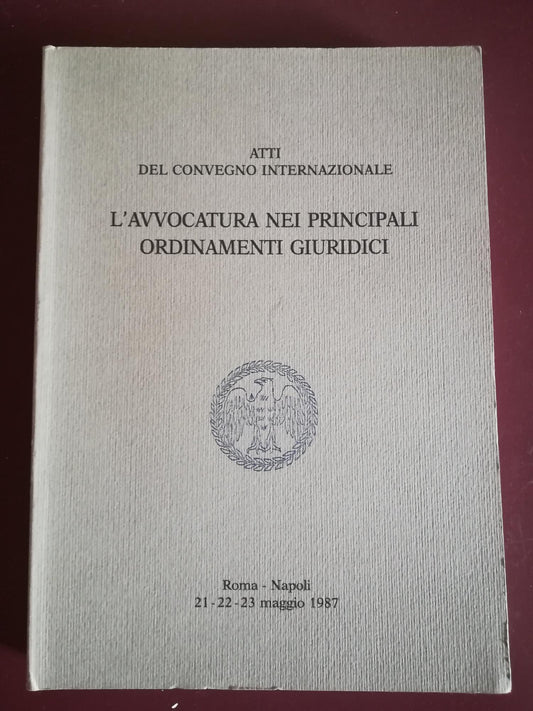 ATTI
DEL CONVEGNO INTERNAZIONALE
L'AVVOCATURA NEI PRINCIPALI
ORDINAMENTI GIURIDICI
Roma - Napoli
21 - 22 - 23 maggio 1987